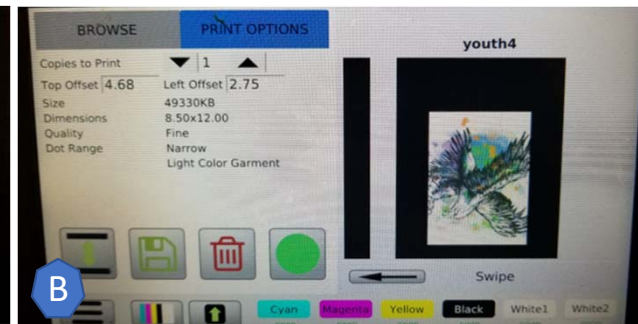 BROWSE
PRINT OPTIONS
youth4
Copies to Print
1
Top Offset 4.68 Left Offset 2.75
Size 49330KB
Dimensions 8.50x12.00
Quality Fine
Dot Range Narrow
Light Color Garment
Swipe
B
Cyan Magenta Yellow Black White1 White2